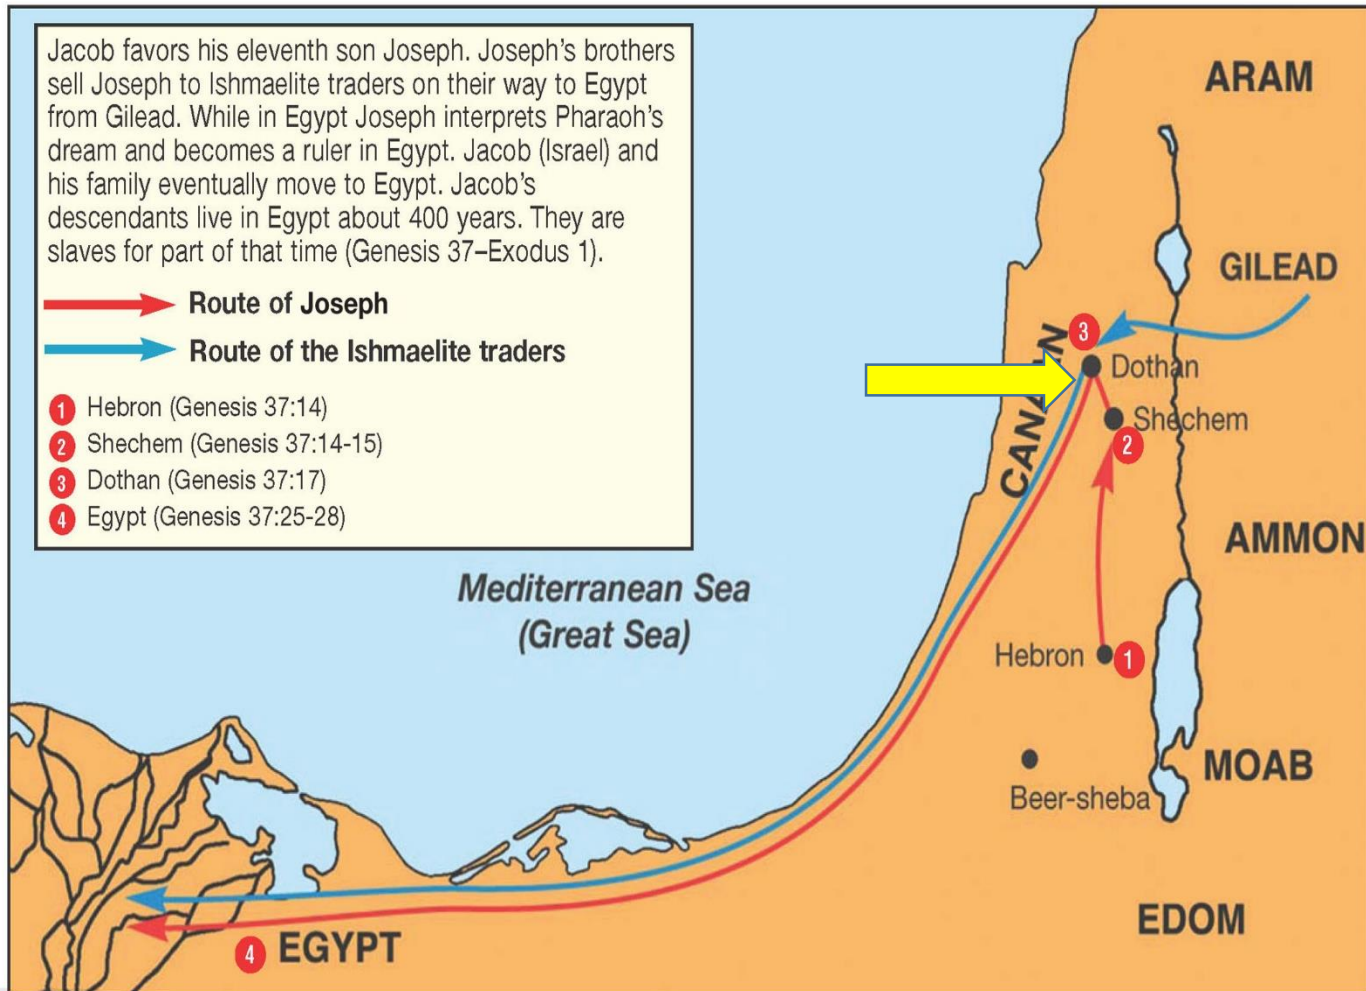 Jacob favors his eleventh son Joseph. Joseph's brothers
sell Joseph to Ishmaelite traders on their way to Egypt
from Gilead. While in Egypt Joseph interprets Pharaoh's
dream and becomes a ruler in Egypt. Jacob (Israel) and
his family eventually move to Egypt. Jacob's
descendants live in Egypt about 400 years. They are
slaves for part of that time (Genesis 37–Exodus 1).
Route of Joseph
Route of the Ishmaelite traders
1 Hebron (Genesis 37:14)
2 Shechem (Genesis 37:14-15)
3 Dothan (Genesis 37:17)
4 Egypt (Genesis 37:25-28)
ARAM
GILEAD
3
Dothan
CANAAN
Shechem
2
AMMON
Mediterranean Sea
(Great Sea)
Hebron 1
MOAB
Beer-sheba
EDOM
4 EGYPT